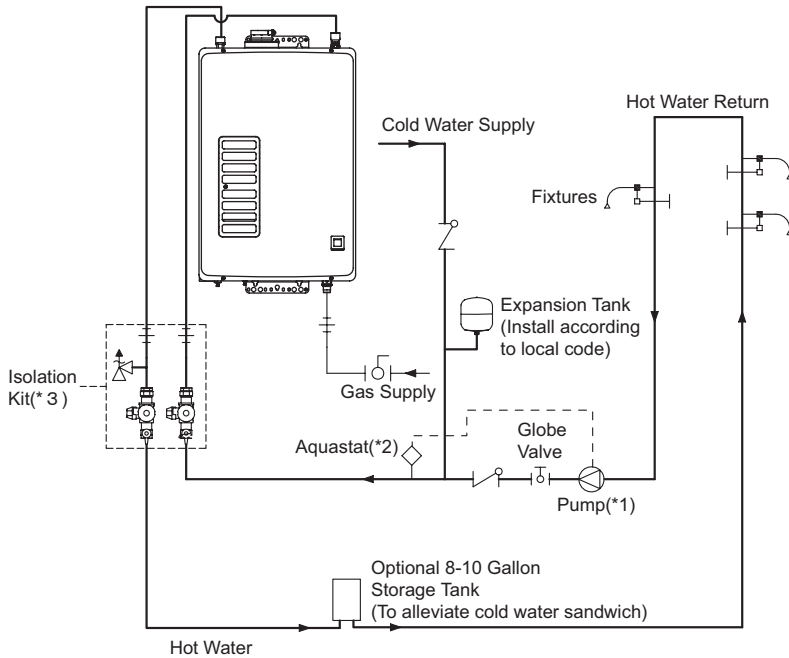 Hot Water Return
Cold Water Supply
Fixtures
Expansion Tank
(Install according
to local code)
Isolation
Kit(*３)
Gas Supply
Aquastat(*2)
Globe
Valve
Pump(*1)
Optional 8-10 Gallon
Storage Tank
(To alleviate cold water sandwich)
Hot Water